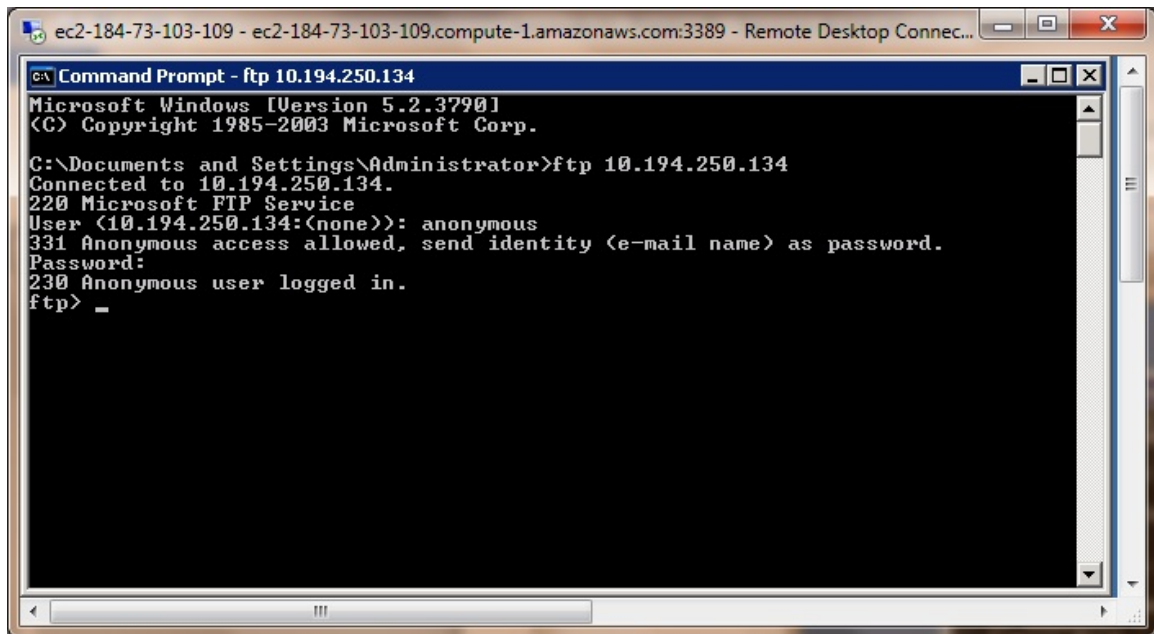 ec2-184-73-103-109 - ec2-184-73-103-109.compute-1.amazonaws.com:3389 - Remote Desktop Connec...
Command Prompt - ftp 10.194.250.134
Microsoft Windows [Version 5.2.3790]
(C) Copyright 1985-2003 Microsoft Corp.
C:\Documents and Settings\Administrator>ftp 10.194.250.134
Connected to 10.194.250.134.
220 Microsoft FTP Service
User (10.194.250.134:(none)): anonymous
331 Anonymous access allowed, send identity (e-mail name) as password.
Password:
230 Anonymous user logged in.
ftp> _